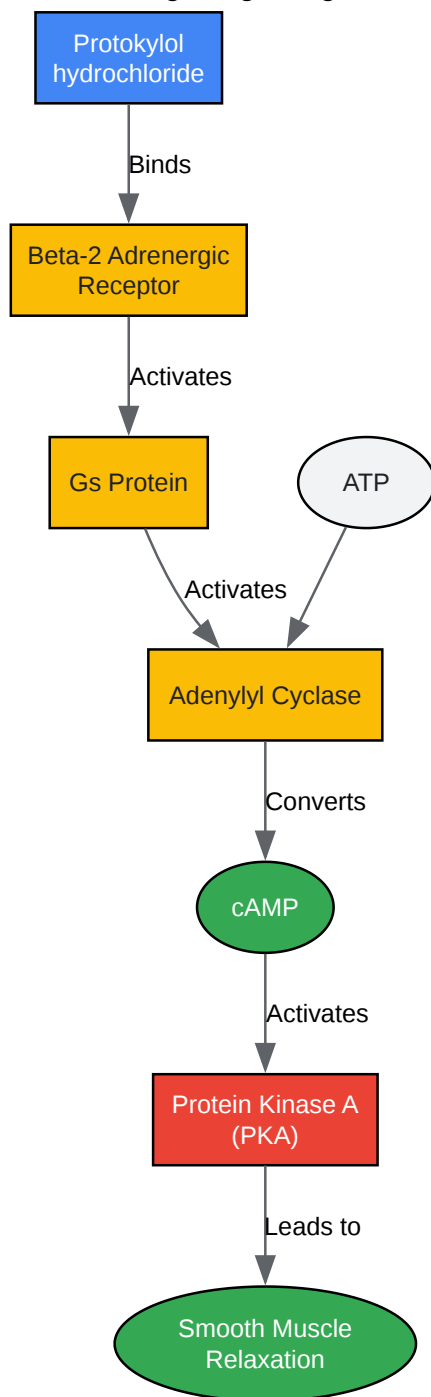 Protokylol
hydrochloride
Binds
Beta-2 Adrenergic
Receptor
Activates
Gs Protein
ATP
Activates
Adenylyl Cyclase
Converts
cAMP
Activates
Protein Kinase A
(PKA)
Leads to
Smooth Muscle
Relaxation